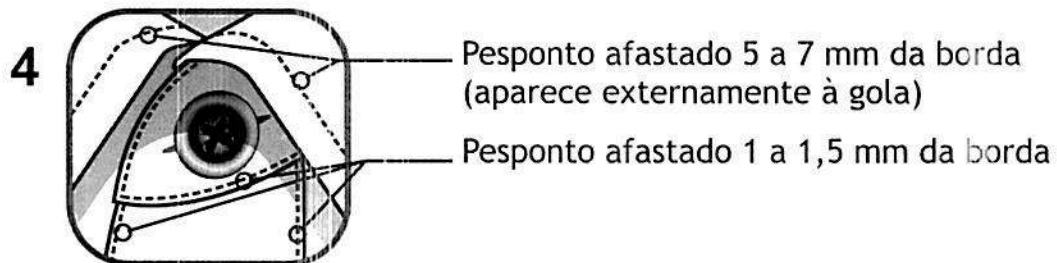 4
Pesponto afastado 5 a 7 mm da borda
(aparece externamente à gola)
Pesponto afastado 1 a 1,5 mm da borda